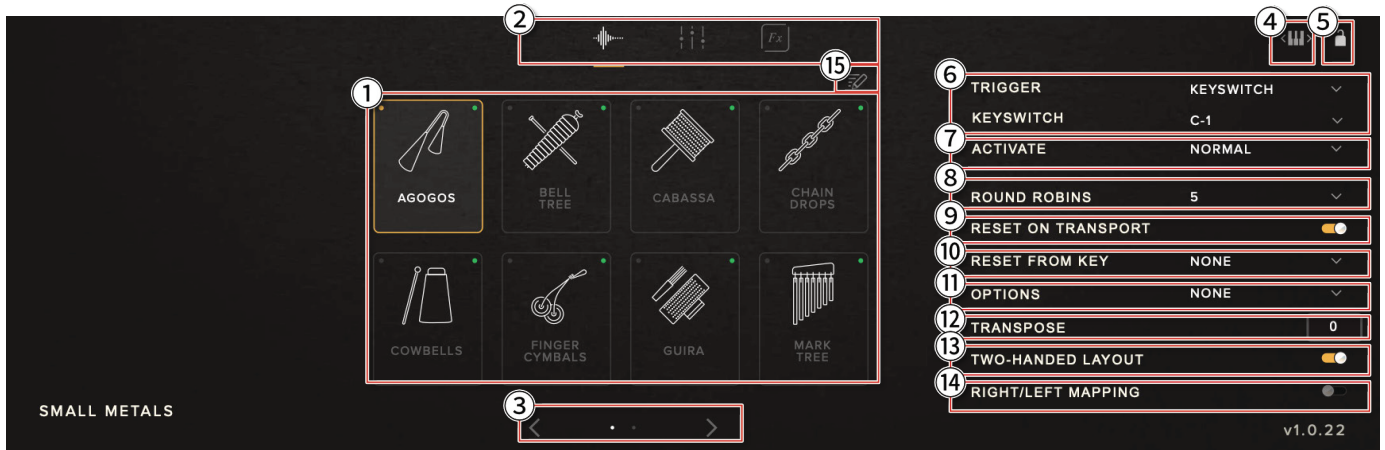 ② ④ ⑤
Fx
⑮ ⑥
① TRIGGER KEYSWITCH
KEYSWITCH C-1
⑦
ACTIVATE NORMAL
⑧
AGOGOS BELL TREE CABASSA CHAIN DROPS
ROUND ROBINS 5
⑨
RESET ON TRANSPORT
⑩
RESET FROM KEY NONE
⑪
OPTIONS NONE
⑫
TRANSPOSE 0
⑬
COWBELLS FINGER CYMBALS GUIRA MARK TREE
TWO-HANDED LAYOUT
⑭
RIGHT/LEFT MAPPING
SMALL METALS
③
v1.0.22